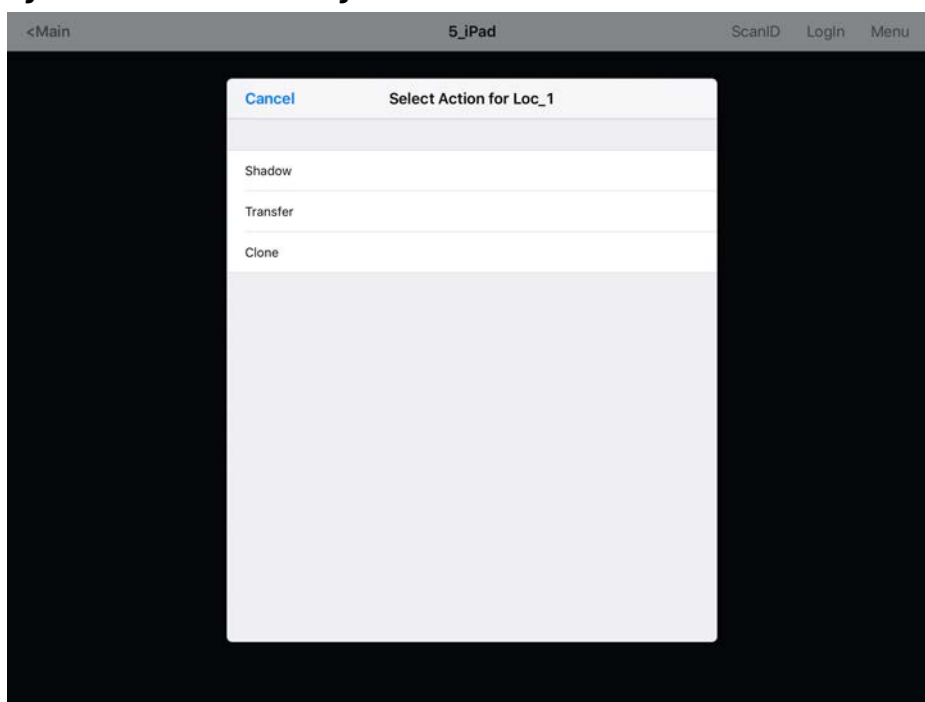 <Main 5_iPad ScanID LogIn Menu
Cancel Select Action for Loc_1
Shadow
Transfer
Clone